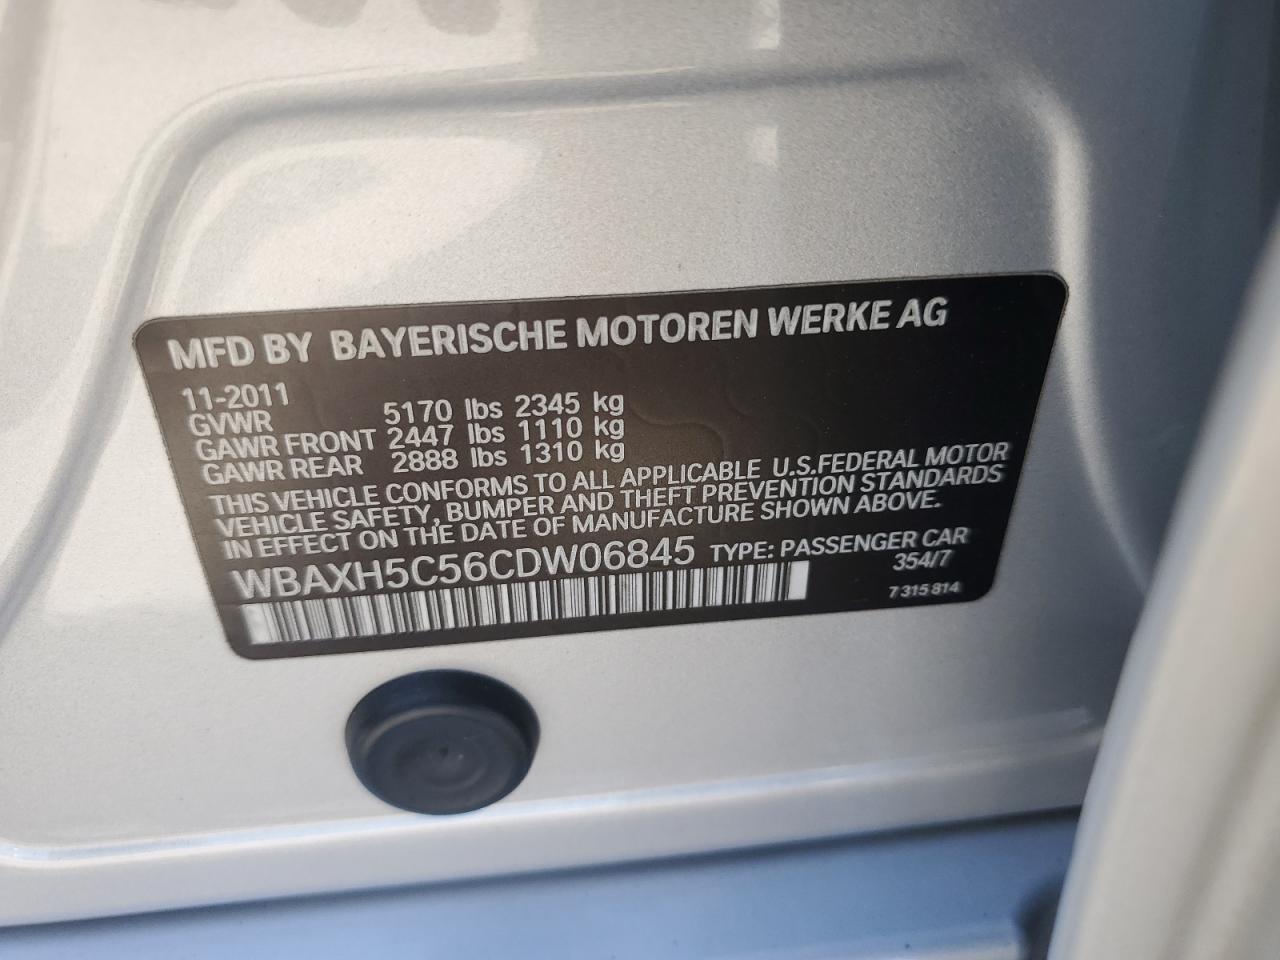 MFD BY BAYERISCHE MOTOREN WERKE AG
11-2011
GVWR 5170 lbs 2345 kg
GAWR FRONT 2447 lbs 1110 kg
GAWR REAR 2888 lbs 1310 kg
THIS VEHICLE CONFORMS TO ALL APPLICABLE U.S.FEDERAL MOTOR
VEHICLE SAFETY, BUMPER AND THEFT PREVENTION STANDARDS
IN EFFECT ON THE DATE OF MANUFACTURE SHOWN ABOVE.
WBAXH5C56CDW06845 TYPE: PASSENGER CAR
354/7
7 315 814